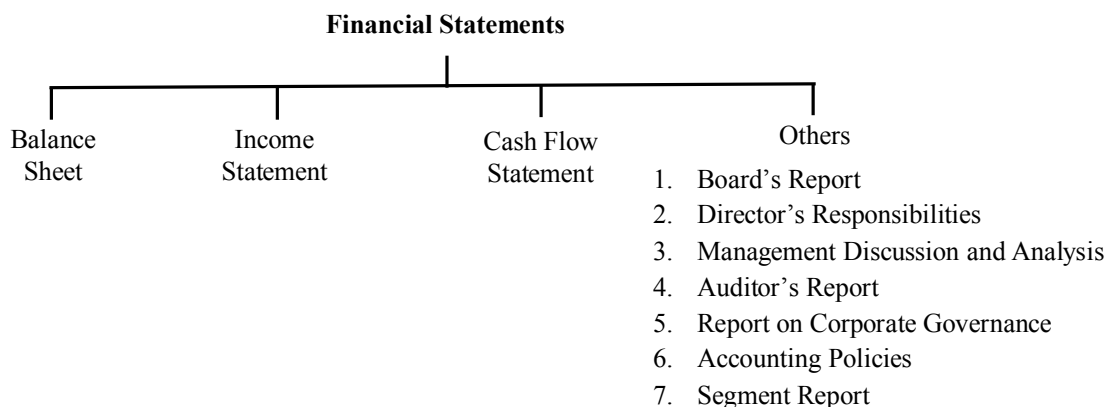 Financial Statements
Balance
Sheet
Income
Statement
Cash Flow
Statement
Others
1. Board’s Report
2. Director’s Responsibilities
3. Management Discussion and Analysis
4. Auditor’s Report
5. Report on Corporate Governance
6. Accounting Policies
7. Segment Report